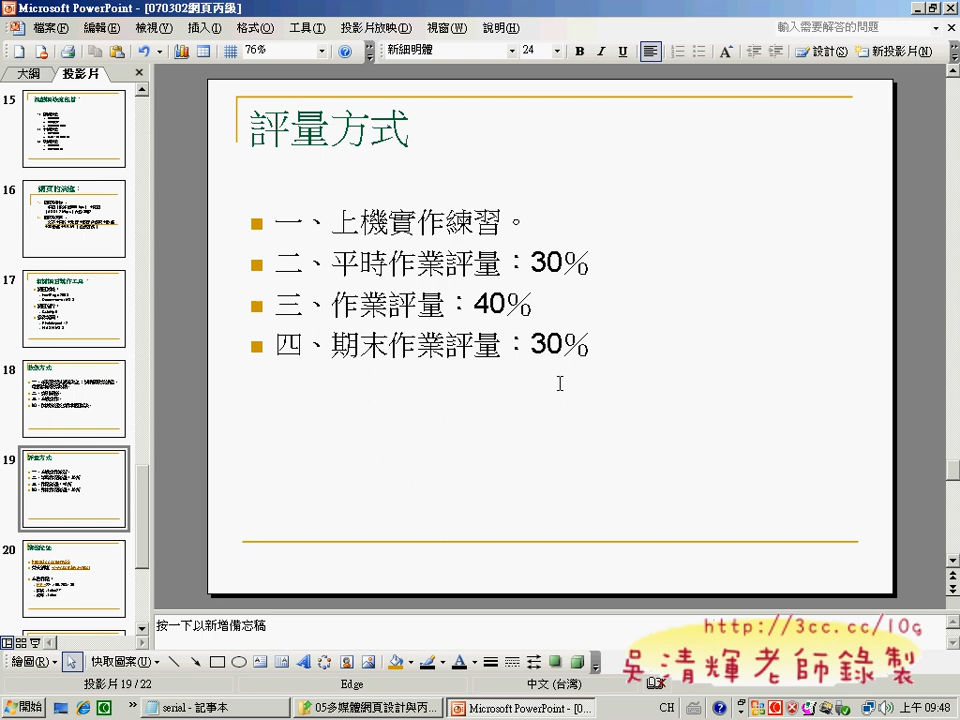 Microsoft PowerPoint - [070302網頁丙級]
檔案(F) 編輯(E) 檢視(V) 插入(I) 格式(O) 工具(T) 投影片放映(D) 視窗(W) 說明(H) 輸入需要解答的問題
76% 新細明體 24 B I U A 設計(S) 新投影片(N)
大綱 投影片
15
16
17
18
19
20
評量方式
一、上機實作練習。
二、平時作業評量：30%
三、作業評量：40%
四、期末作業評量：30%
按一下以新增備忘稿
http://3cc.cc/10g
吳清輝老師錄製
繪圖(R) 快取圖案(U)
投影片 19 / 22 Edge 中文 (台灣)
開始 serial - 記事本 05多媒體網頁設計與丙... Microsoft PowerPoint - [0... CH 上午 09:48